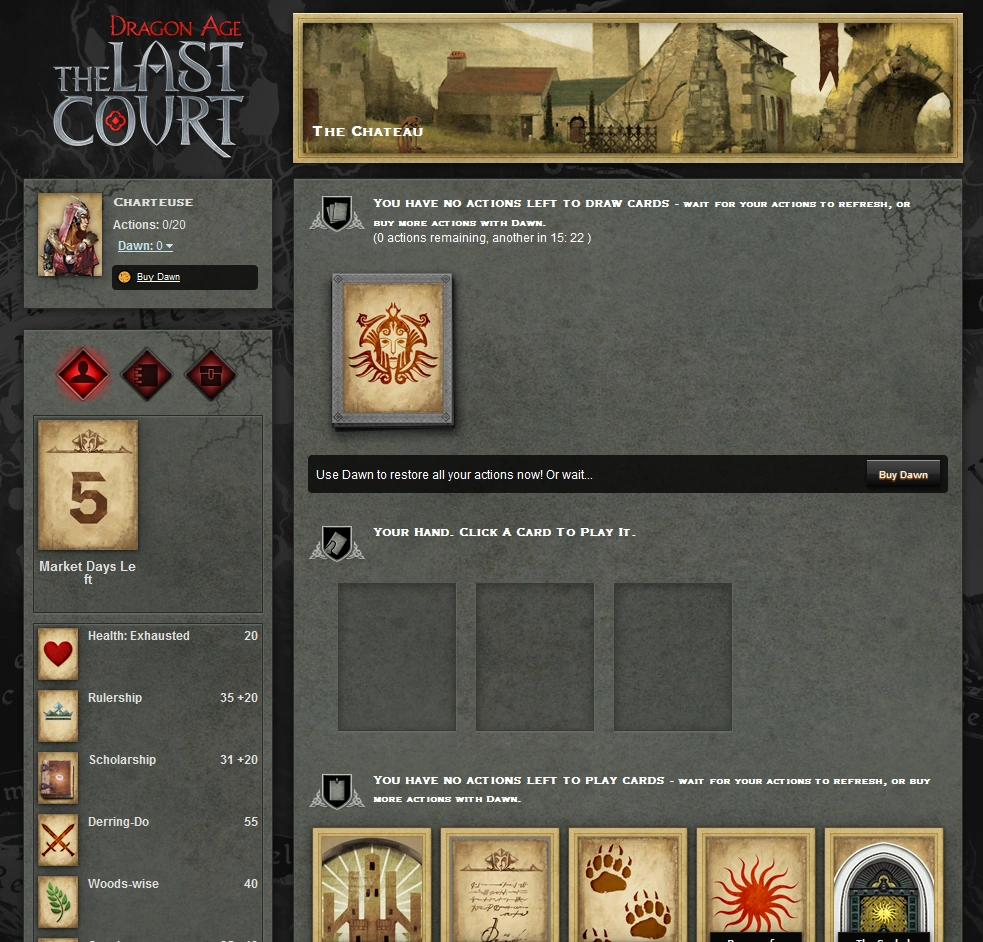 Dragon Age
The Last
Court
The Chateau
Charteuse
Actions: 0/20
Dawn: 0
Buy Dawn
You have no actions left to draw cards - wait for your actions to refresh, or
buy more actions with Dawn.
(0 actions remaining, another in 15: 22 )
5
Market Days Le
ft
Use Dawn to restore all your actions now! Or wait...
Buy Dawn
Your Hand. Click A Card To Play It.
Health: Exhausted 20
Rulership 35 +20
Scholarship 31 +20
Derring-Do 55
Woods-wise 40
You have no actions left to play cards - wait for your actions to refresh, or buy
more actions with Dawn.